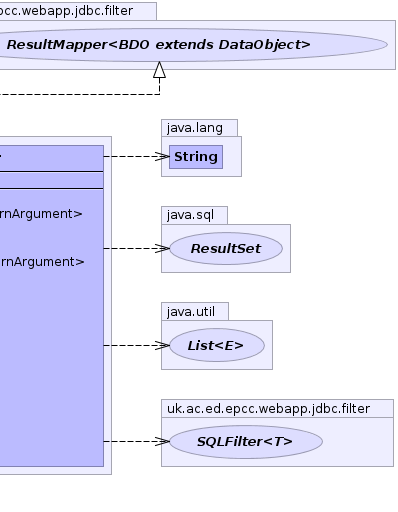 pcc.webapp.jdbc.filter
ResultMapper<BDO extends DataObject>
java.lang
String
java.sql
rnArgument>
ResultSet
rnArgument>
java.util
List<E>
uk.ac.ed.epcc.webapp.jdbc.filter
SQLFilter<T>